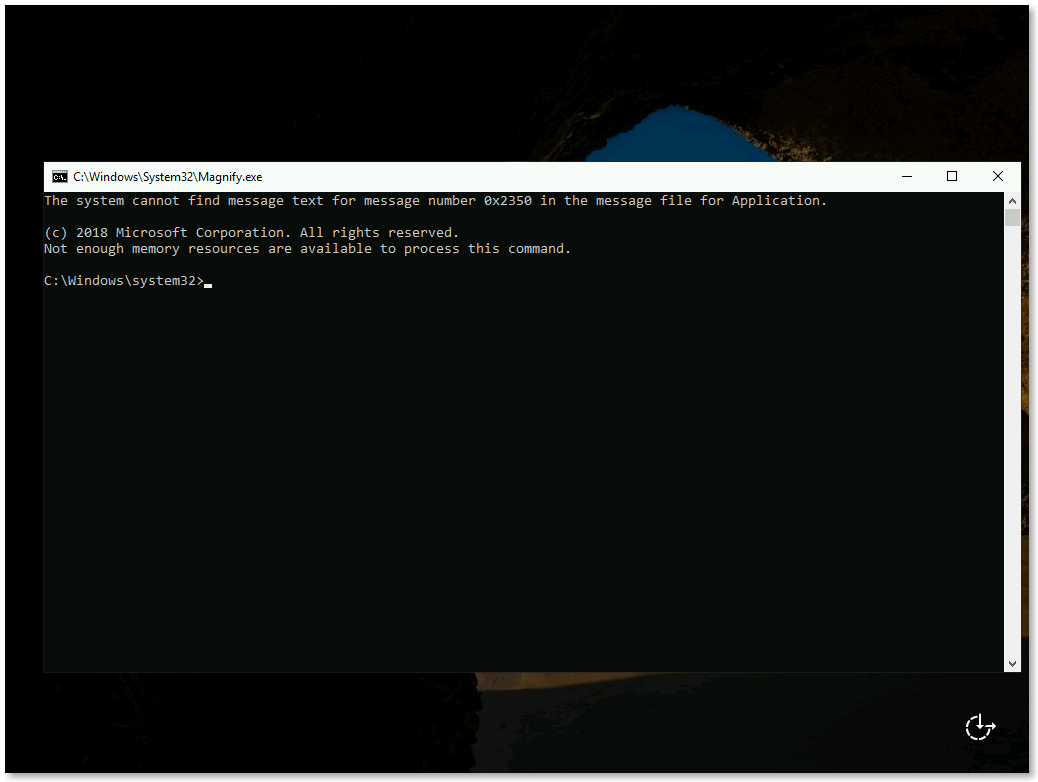 C:\Windows\System32\Magnify.exe
The system cannot find message text for message number 0x2350 in the message file for Application.
(c) 2018 Microsoft Corporation. All rights reserved.
Not enough memory resources are available to process this command.
C:\Windows\system32>